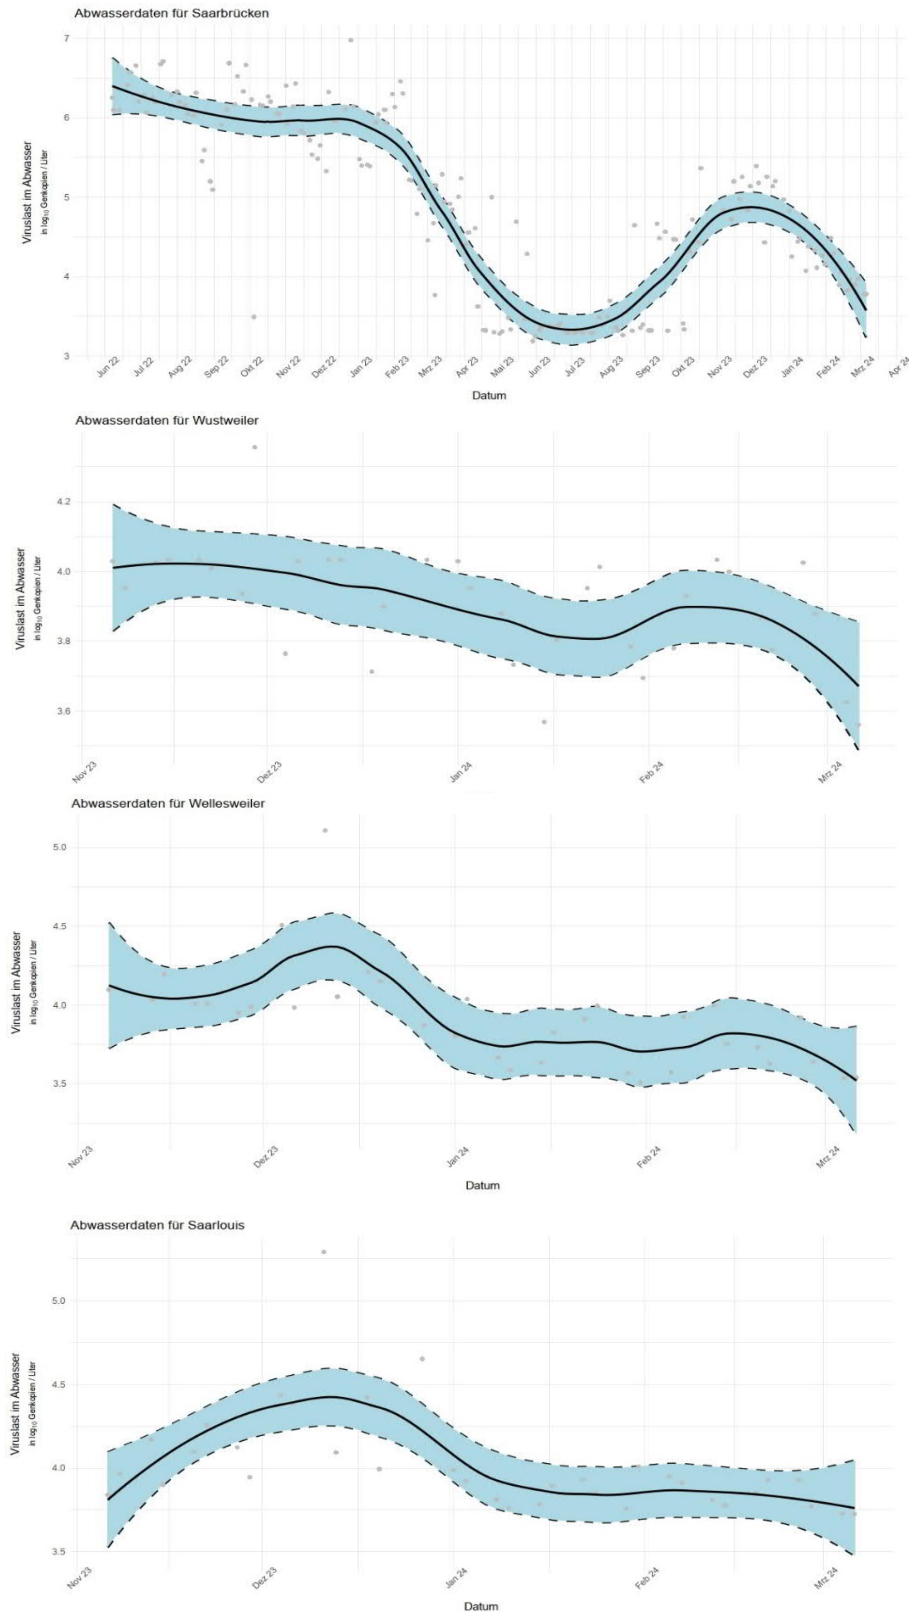 Abwasserdaten für Saarbrücken
7
6
5
4
3
Viruslast im Abwasser
in log₁₀ Genkopien / Liter
Jun 22 Jul 22 Aug 22 Sep 22 Okt 22 Nov 22 Dez 22 Jan 23 Feb 23 Mrz 23 Apr 23 Mai 23 Jun 23 Jul 23 Aug 23 Sep 23 Okt 23 Nov 23 Dez 23 Jan 24 Feb 24 Mrz 24 Apr 24
Datum
Abwasserdaten für Wustweiler
4.2
4.0
3.8
3.6
Viruslast im Abwasser
in log₁₀ Genkopien / Liter
Nov 23 Dez 23 Jan 24 Feb 24 Mrz 24
Abwasserdaten für Wellesweiler
5.0
4.5
4.0
3.5
Viruslast im Abwasser
in log₁₀ Genkopien / Liter
Nov 23 Dez 23 Jan 24 Feb 24 Mrz 24
Datum
Abwasserdaten für Saarlouis
5.0
4.5
4.0
3.5
Viruslast im Abwasser
in log₁₀ Genkopien / Liter
Nov 23 Dez 23 Jan 24 Feb 24 Mrz 24
Datum